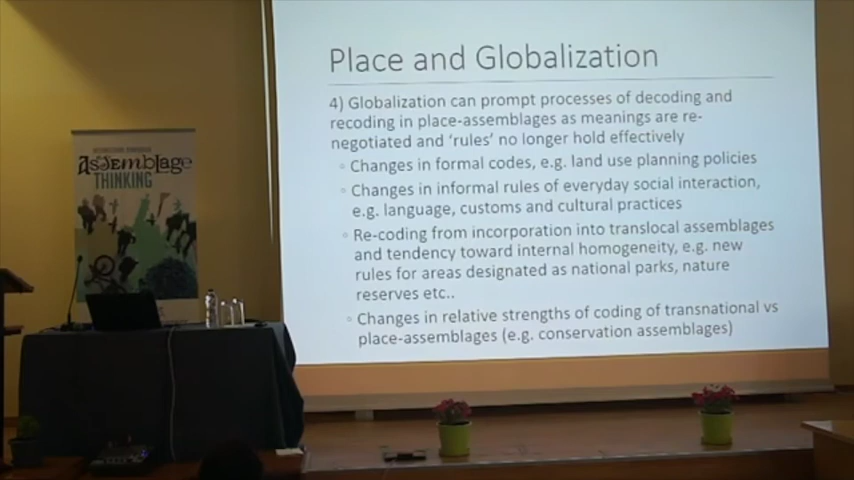 Place and Globalization
4) Globalization can prompt processes of decoding and
recoding in place-assemblages as meanings are re-
negotiated and ‘rules’ no longer hold effectively
◦ Changes in formal codes, e.g. land use planning policies
◦ Changes in informal rules of everyday social interaction,
e.g. language, customs and cultural practices
◦ Re-coding from incorporation into translocal assemblages
and tendency toward internal homogeneity, e.g. new
rules for areas designated as national parks, nature
reserves etc..
◦ Changes in relative strengths of coding of transnational vs
place-assemblages (e.g. conservation assemblages)
ASSEMBLAGE
THINKING